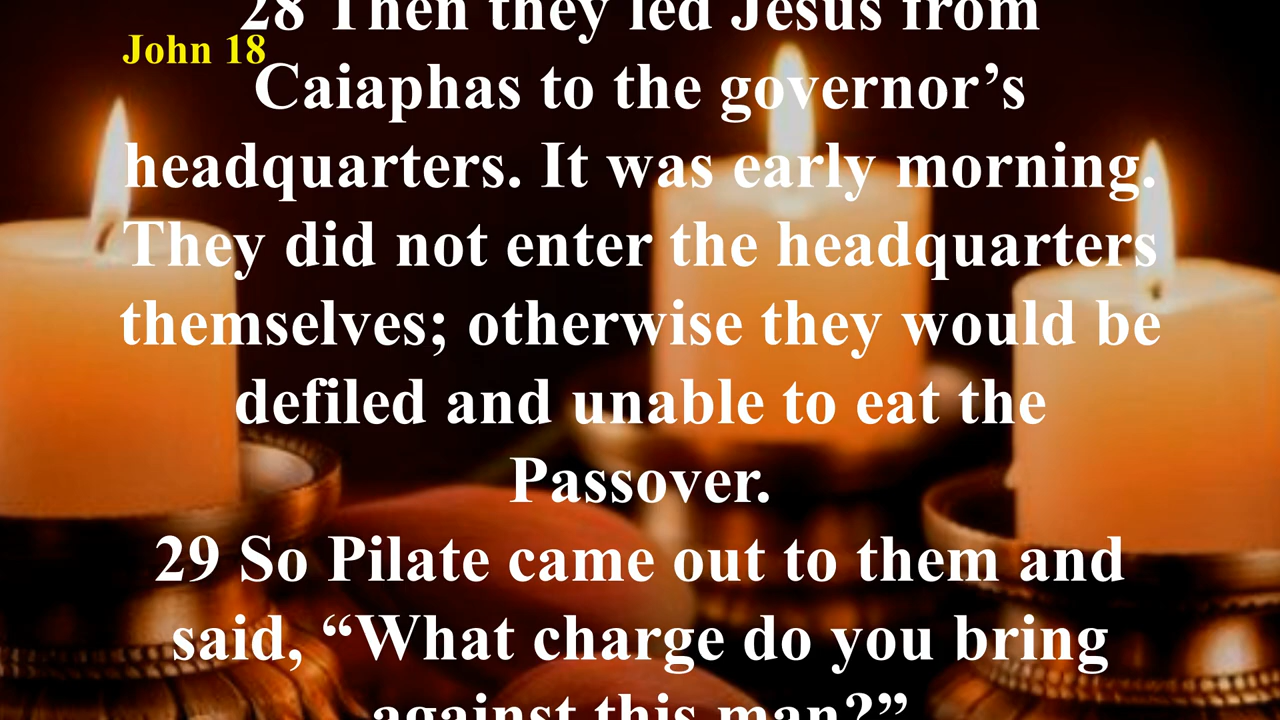 John 18
28 Then they led Jesus from
Caiaphas to the governor’s
headquarters. It was early morning.
They did not enter the headquarters
themselves; otherwise they would be
defiled and unable to eat the
Passover.
29 So Pilate came out to them and
said, “What charge do you bring
against this man?”